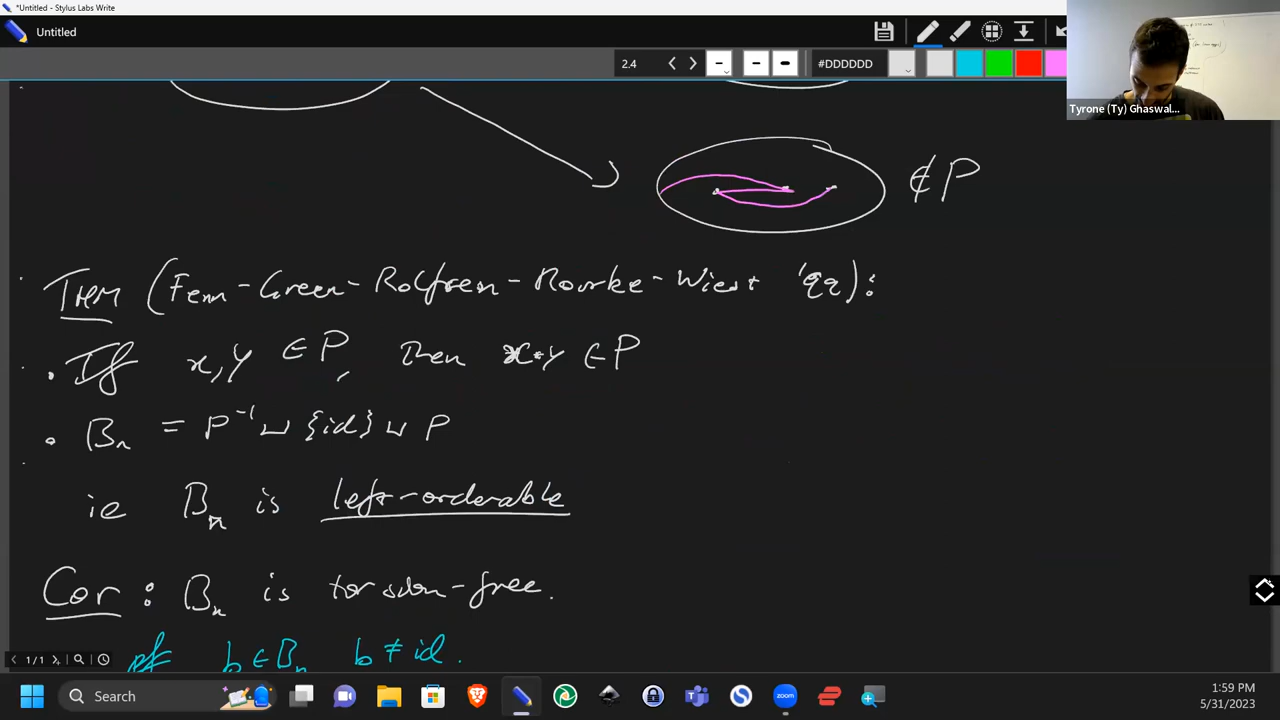 *Untitled - Stylus Labs Write
Untitled
2.4
#DDDDDD
Tyrone (Ty) Ghaswal...
∉ P
THM (Fenn-Green-Rolfsen-Rourke-Wiest '99):
• If x, y ∈ P, then x·y ∈ P
• Bn = P⁻¹ ⊔ {id} ⊔ P
ie Bn is left-orderable
Cor: Bn is torsion-free.
pf b ∈ Bn b ≠ id.
1/1
Search
1:59 PM
5/31/2023